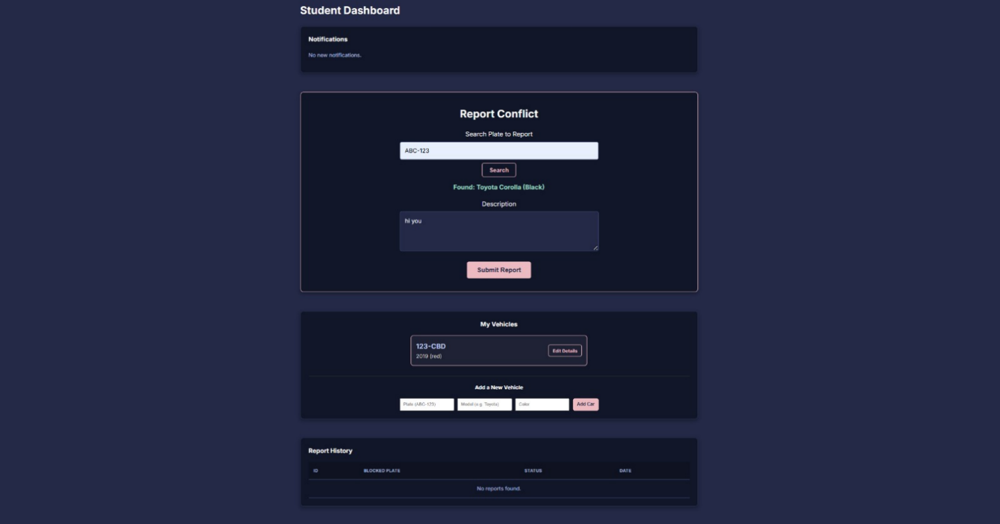 Student Dashboard
Notifications
No new notifications.
Report Conflict
Search Plate to Report
ABC-123
Search
Found: Toyota Corolla (Black)
Description
hi you
Submit Report
My Vehicles
123-CBD
2019 (red)
Edit Details
Add a New Vehicle
Plate (ABC-123) Model (e.g. Toyota) Color Add Car
Report History
ID BLOCKED PLATE STATUS DATE
No reports found.